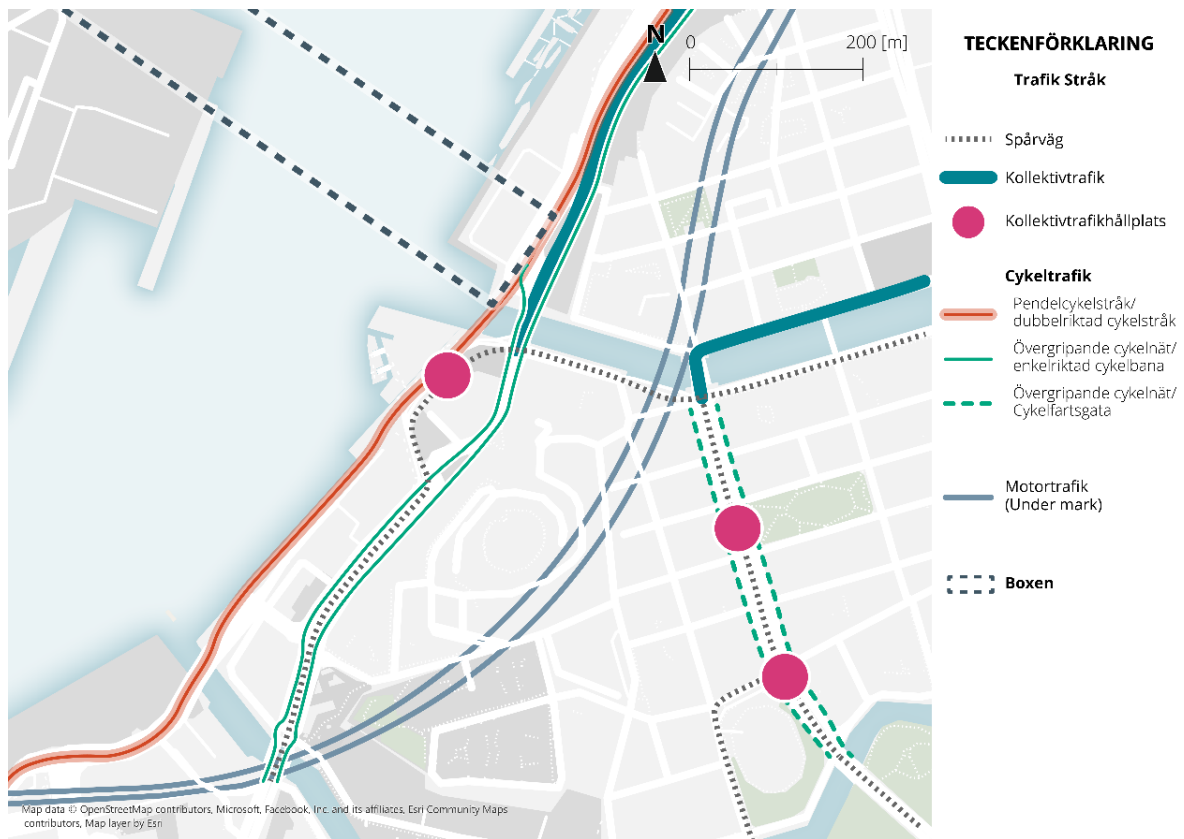 N
0
200 [m]
TECKENFÖRKLARING
Trafik Stråk
Spårväg
Kollektivtrafik
Kollektivtrafikhållplats
Cykeltrafik
Pendelcykelstråk/
dubbelriktad cykelstråk
Övergripande cykelnät/
enkelriktad cykelbana
Övergripande cykelnät/
Cykelfartsgata
Motortrafik
(Under mark)
Boxen
Map data © OpenStreetMap contributors, Microsoft, Facebook, Inc. and its affiliates, Esri Community Maps
contributors, Map layer by Esri